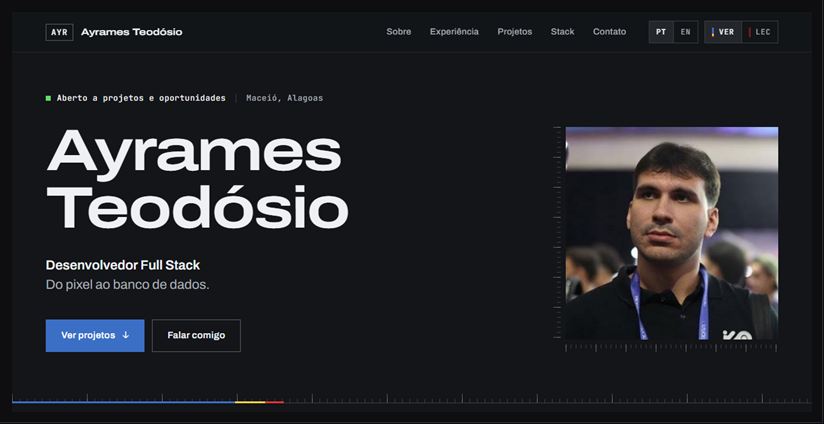 AYR Ayrames Teodósio Sobre Experiência Projetos Stack Contato PT EN VER LEC
Aberto a projetos e oportunidades | Maceió, Alagoas
Ayrames
Teodósio
Desenvolvedor Full Stack
Do pixel ao banco de dados.
Ver projetos ↓ Falar comigo